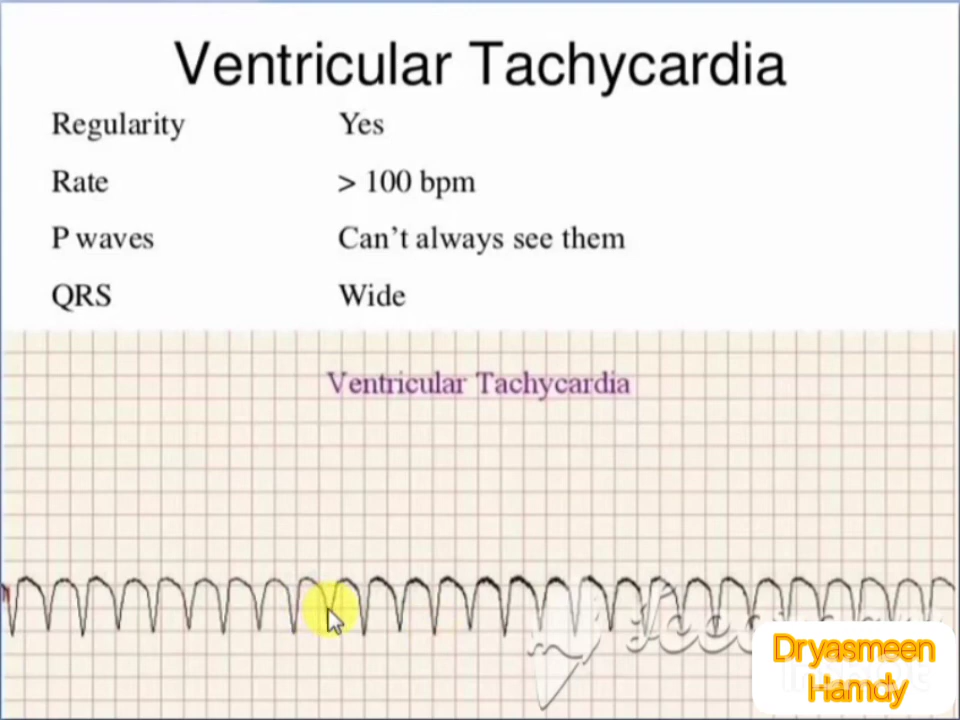 Ventricular Tachycardia
Regularity Yes
Rate > 100 bpm
P waves Can't always see them
QRS Wide
Ventricular Tachycardia
Dryasmeen
Hamdy